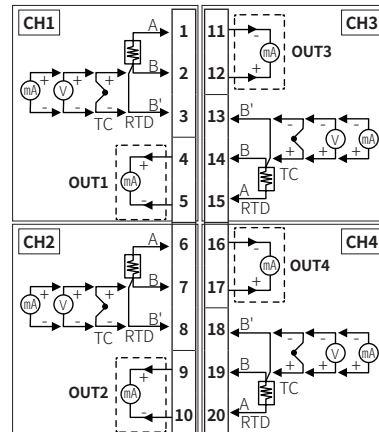 CH1
A
B
B'
+ + +
mA V
- - -
TC RTD
OUT1
+
mA
-
1
2
3
4
5
11
12
13
14
15
CH3
-
mA
+
OUT3
B'
B
A
- - -
V mA
+ + +
TC
RTD
CH2
A
B
B'
+ + +
mA V
- - -
TC RTD
OUT2
+
mA
-
6
7
8
9
10
16
17
18
19
20
CH4
-
mA
+
OUT4
B'
B
A
- - -
V mA
+ + +
TC
RTD